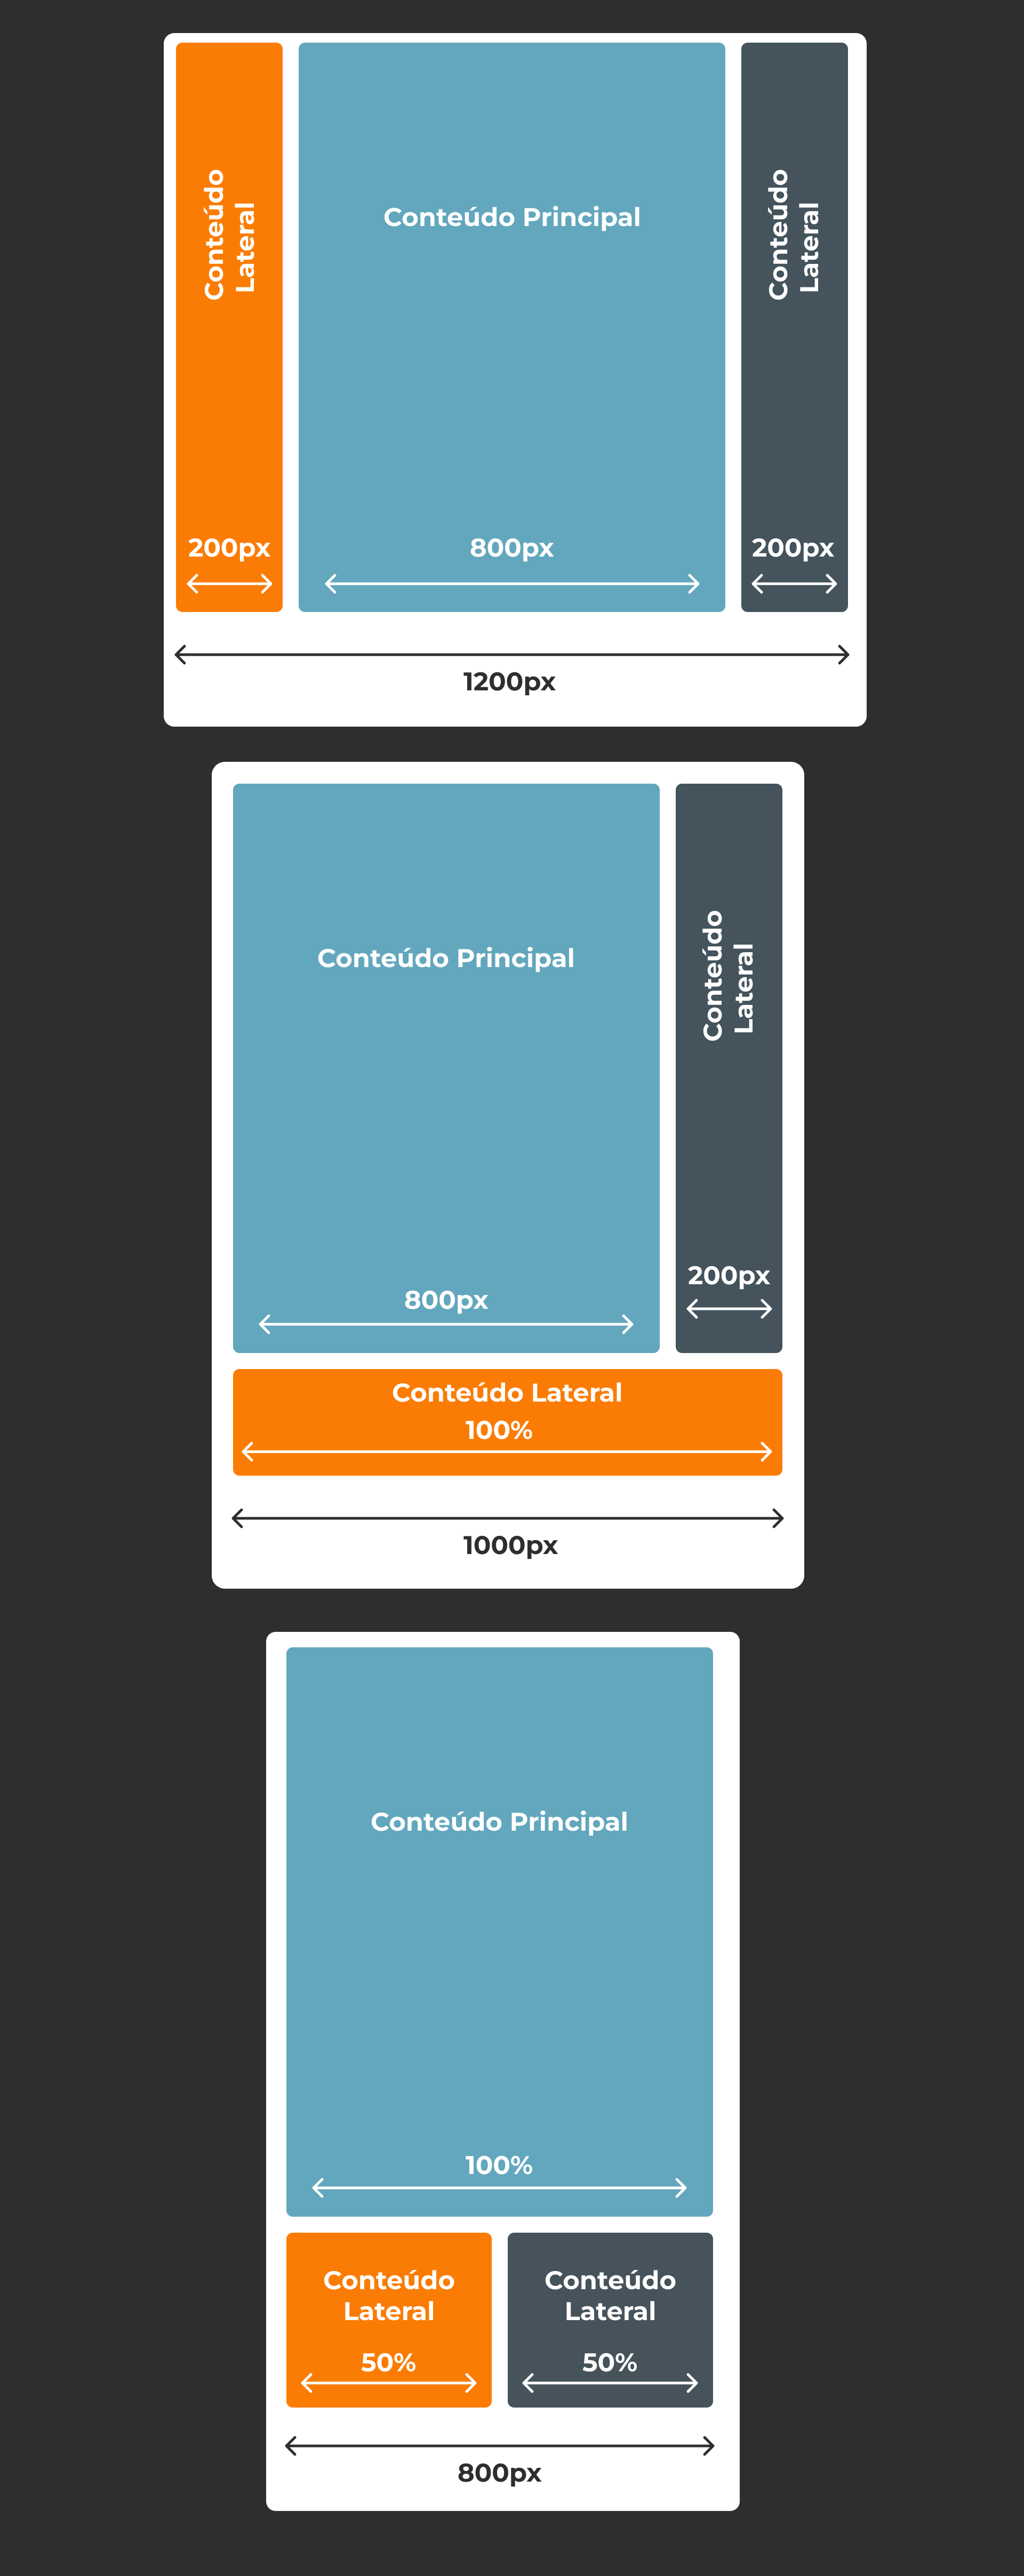 Conteúdo
Lateral
Conteúdo Principal
Conteúdo
Lateral
200px
800px
200px
1200px
Conteúdo Principal
Conteúdo
Lateral
800px
200px
Conteúdo Lateral
100%
1000px
Conteúdo Principal
100%
Conteúdo
Lateral
50%
Conteúdo
Lateral
50%
800px